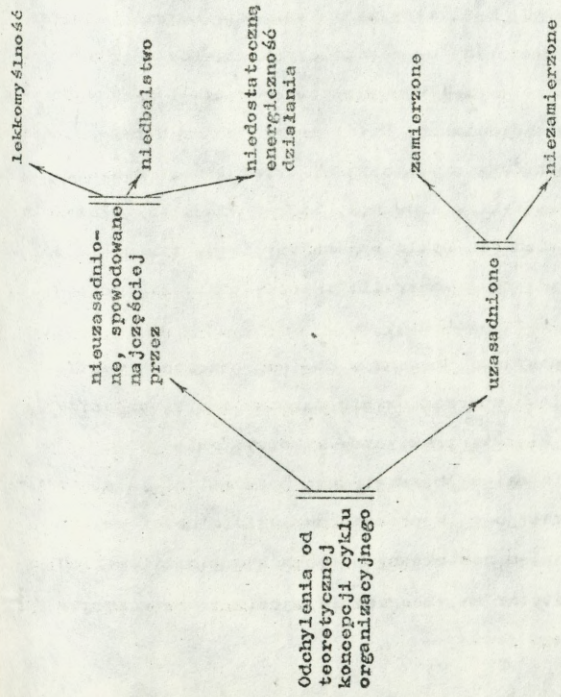 Odchylenia od
teoretycznej
koncepcji cyklu
organizacyjnego
nieuzasadnio-
ne, spowodowane
najczęściej
przez
lekkomyślność
niedbalstwo
niedostateczną
energiczność
działania
uzasadnione
zamierzone
niezamierzone